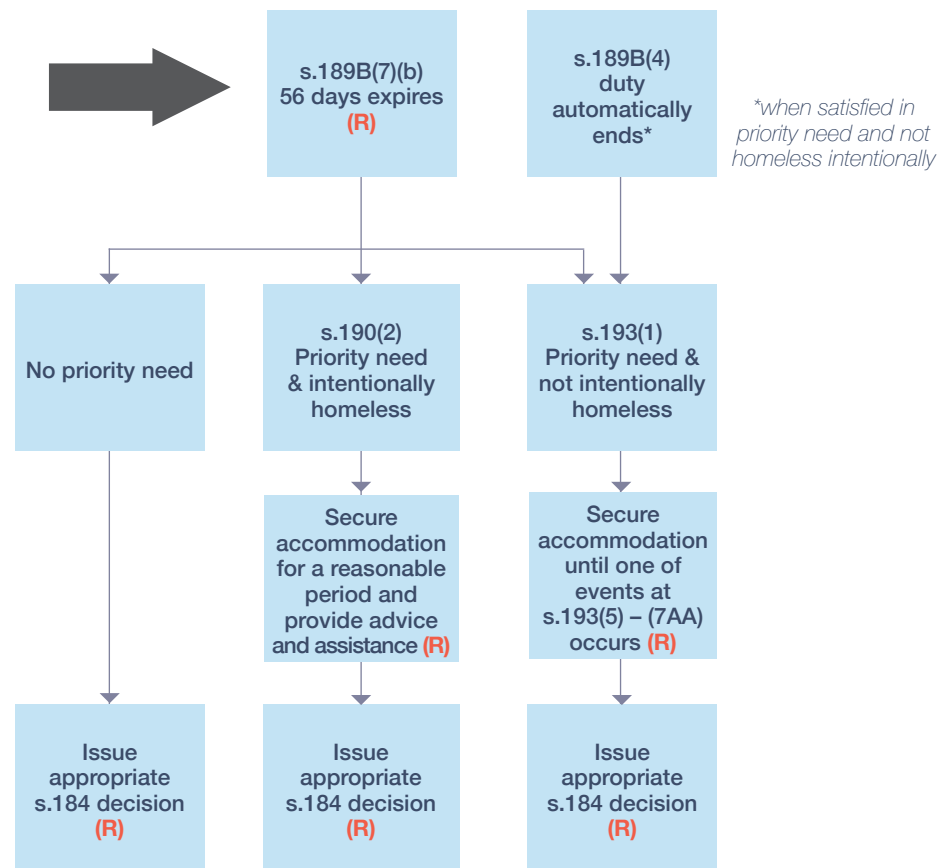 s.189B(7)(b)
56 days expires
(R)
s.189B(4)
duty
automatically
ends*
*when satisfied in
priority need and not
homeless intentionally
No priority need
s.190(2)
Priority need
& intentionally
homeless
s.193(1)
Priority need &
not intentionally
homeless
Secure
accommodation
for a reasonable
period and
provide advice
and assistance (R)
Secure
accommodation
until one of
events at
s.193(5) – (7AA)
occurs (R)
Issue
appropriate
s.184 decision
(R)
Issue
appropriate
s.184 decision
(R)
Issue
appropriate
s.184 decision
(R)